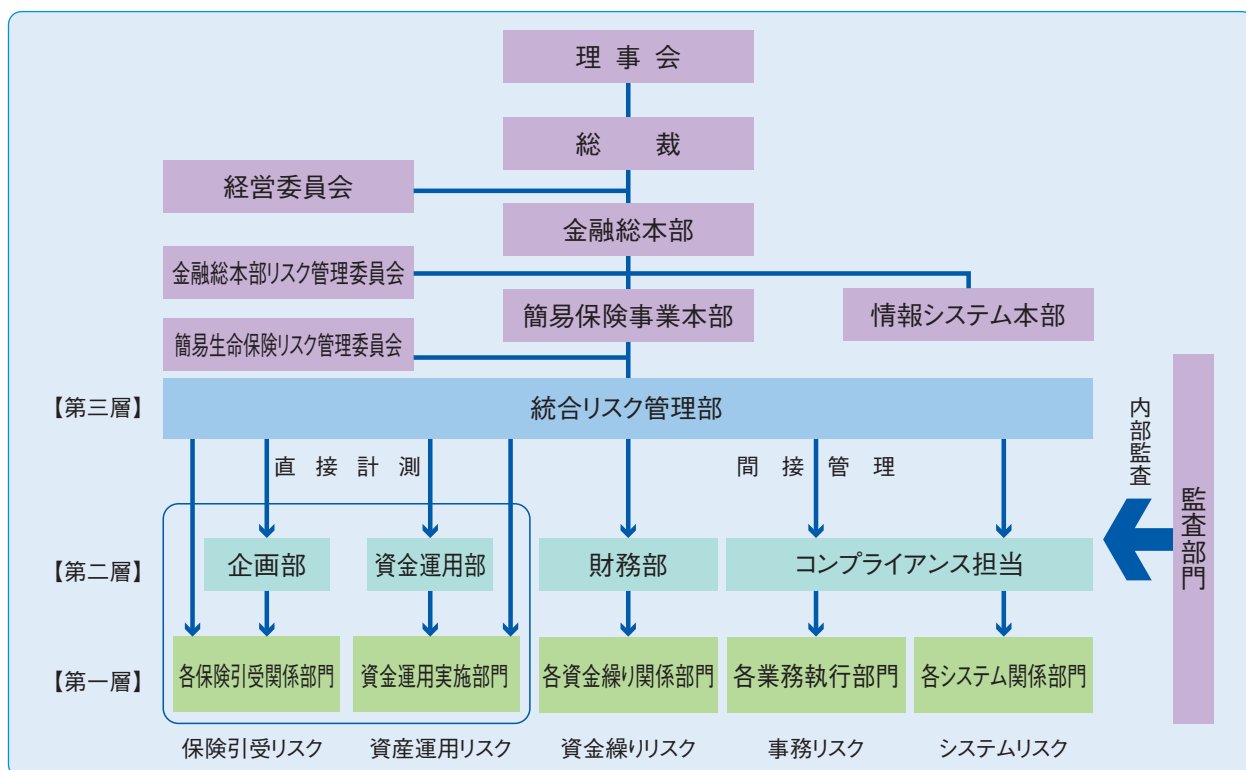 理事会
総裁
経営委員会
金融総本部
金融総本部リスク管理委員会
簡易保険事業本部
情報システム本部
簡易生命保険リスク管理委員会
【第三層】
統合リスク管理部
内部監査
監査部門
直接計測
間接管理
【第二層】
企画部
資金運用部
財務部
コンプライアンス担当
【第一層】
各保険引受関係部門
資金運用実施部門
各資金繰り関係部門
各業務執行部門
各システム関係部門
保険引受リスク
資産運用リスク
資金繰りリスク
事務リスク
システムリスク